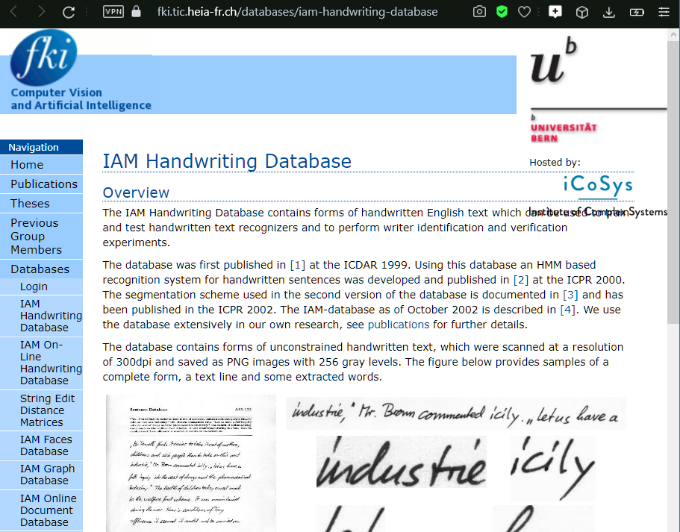 VPN fki.tic.heia-fr.ch/databases/iam-handwriting-database
fki
Computer Vision
and Artificial Intelligence
u b
b
UNIVERSITÄT
BERN
Hosted by:
iCoSys
Institute of Complex Systems
Navigation
Home
Publications
Theses
Previous
Group
Members
Databases
Login
IAM
Handwriting
Database
IAM On-
Line
Handwriting
Database
String Edit
Distance
Matrices
IAM Faces
Database
IAM Graph
Database
IAM Online
Document
Database
IAM Handwriting Database
Overview
The IAM Handwriting Database contains forms of handwritten English text which can be used to train
and test handwritten text recognizers and to perform writer identification and verification
experiments.
The database was first published in [1] at the ICDAR 1999. Using this database an HMM based
recognition system for handwritten sentences was developed and published in [2] at the ICPR 2000.
The segmentation scheme used in the second version of the database is documented in [3] and has
been published in the ICPR 2002. The IAM-database as of October 2002 is described in [4]. We use
the database extensively in our own research, see publications for further details.
The database contains forms of unconstrained handwritten text, which were scanned at a resolution
of 300dpi and saved as PNG images with 256 gray levels. The figure below provides samples of a
complete form, a text line and some extracted words.
Sentence Database
industrie," Mr. Brown commented icily. „Let us have a
industrie icily